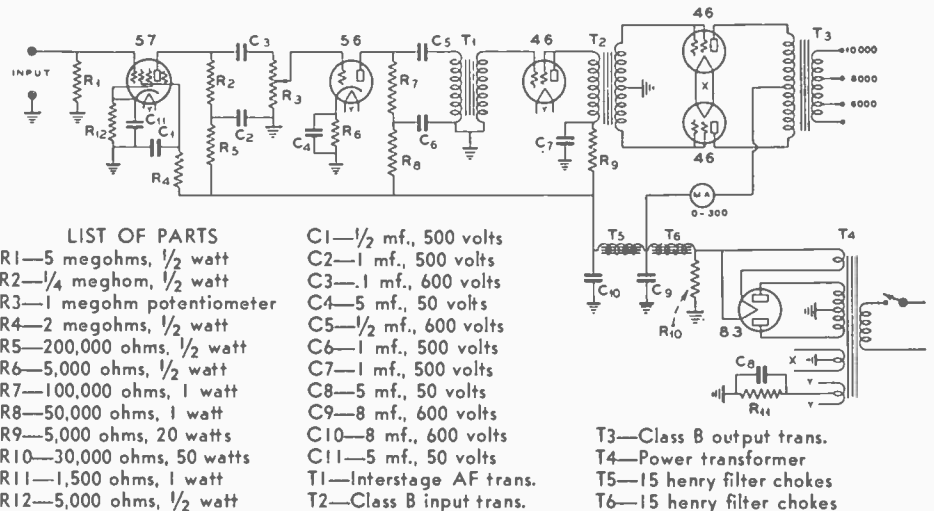 57
C3
56
C5
T1
46
T2
46
T3
10000
8000
6000
INPUT
R1
R2
R3
R7
X
R12
C11
C1
C2
C4
R6
C6
C7
R4
R5
R8
R9
46
MA
0-300
T5
T6
T4
C10
C9
R10
83
X
C8
R11
Y
Y
LIST OF PARTS
R1—5 megohms, 1/2 watt
R2—1/4 meghom, 1/2 watt
R3—1 megohm potentiometer
R4—2 megohms, 1/2 watt
R5—200,000 ohms, 1/2 watt
R6—5,000 ohms, 1/2 watt
R7—100,000 ohms, 1 watt
R8—50,000 ohms, 1 watt
R9—5,000 ohms, 20 watts
R10—30,000 ohms, 50 watts
R11—1,500 ohms, 1 watt
R12—5,000 ohms, 1/2 watt
C1—1/2 mf., 500 volts
C2—1 mf., 500 volts
C3—.1 mf., 600 volts
C4—5 mf., 50 volts
C5—1/2 mf., 600 volts
C6—1 mf., 500 volts
C7—1 mf., 500 volts
C8—5 mf., 50 volts
C9—8 mf., 600 volts
C10—8 mf., 600 volts
C11—5 mf., 50 volts
T1—Interstage AF trans.
T2—Class B input trans.
T3—Class B output trans.
T4—Power transformer
T5—15 henry filter chokes
T6—15 henry filter chokes